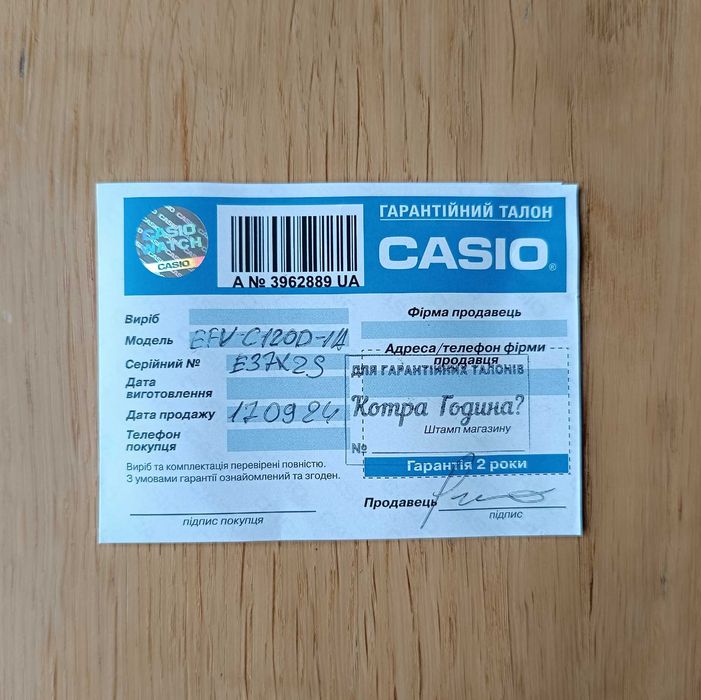 ГАРАНТІЙНИЙ ТАЛОН
CASIO®
CASIO WATCH
CASIO
A № 3962889 UA
Виріб
Модель EFV-C120D-1A
Серійний №
Дата виготовлення
Дата продажу 17 09 24
Телефон покупця
Виріб та комплектація перевірені повністю.
З умовами гарантії ознайомлений та згоден.
підпис покупця
Фірма продавець
Адреса/телефон фірми
продавця
ДЛЯ ГАРАНТІЙНИХ ТАЛОНІВ
Котра Година?
Штамп магазину
№
Гарантія 2 роки
Продавець
підпис